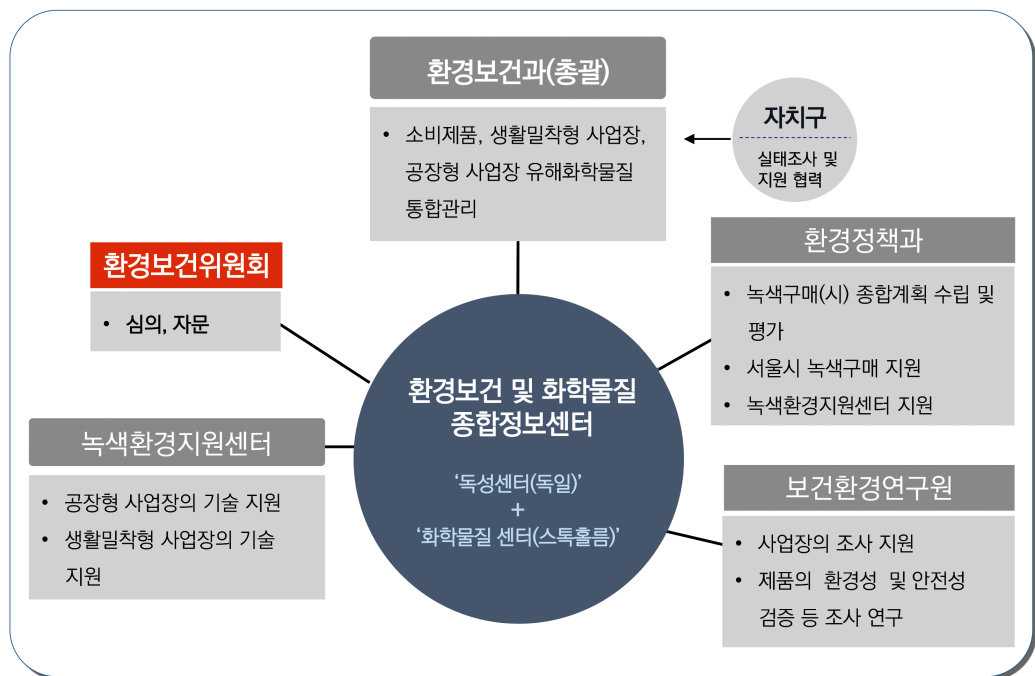 환경보건과(총괄)
• 소비제품, 생활밀착형 사업장,
공장형 사업장 유해화학물질
통합관리
자치구
실태조사 및
지원 협력
환경보건위원회
• 심의, 자문
환경정책과
• 녹색구매(시) 종합계획 수립 및
평가
• 서울시 녹색구매 지원
• 녹색환경지원센터 지원
환경보건 및 화학물질
종합정보센터
‘독성센터(독일)’
+
‘화학물질 센터(스톡홀름)’
녹색환경지원센터
• 공장형 사업장의 기술 지원
• 생활밀착형 사업장의 기술
지원
보건환경연구원
• 사업장의 조사 지원
• 제품의 환경성 및 안전성
검증 등 조사 연구